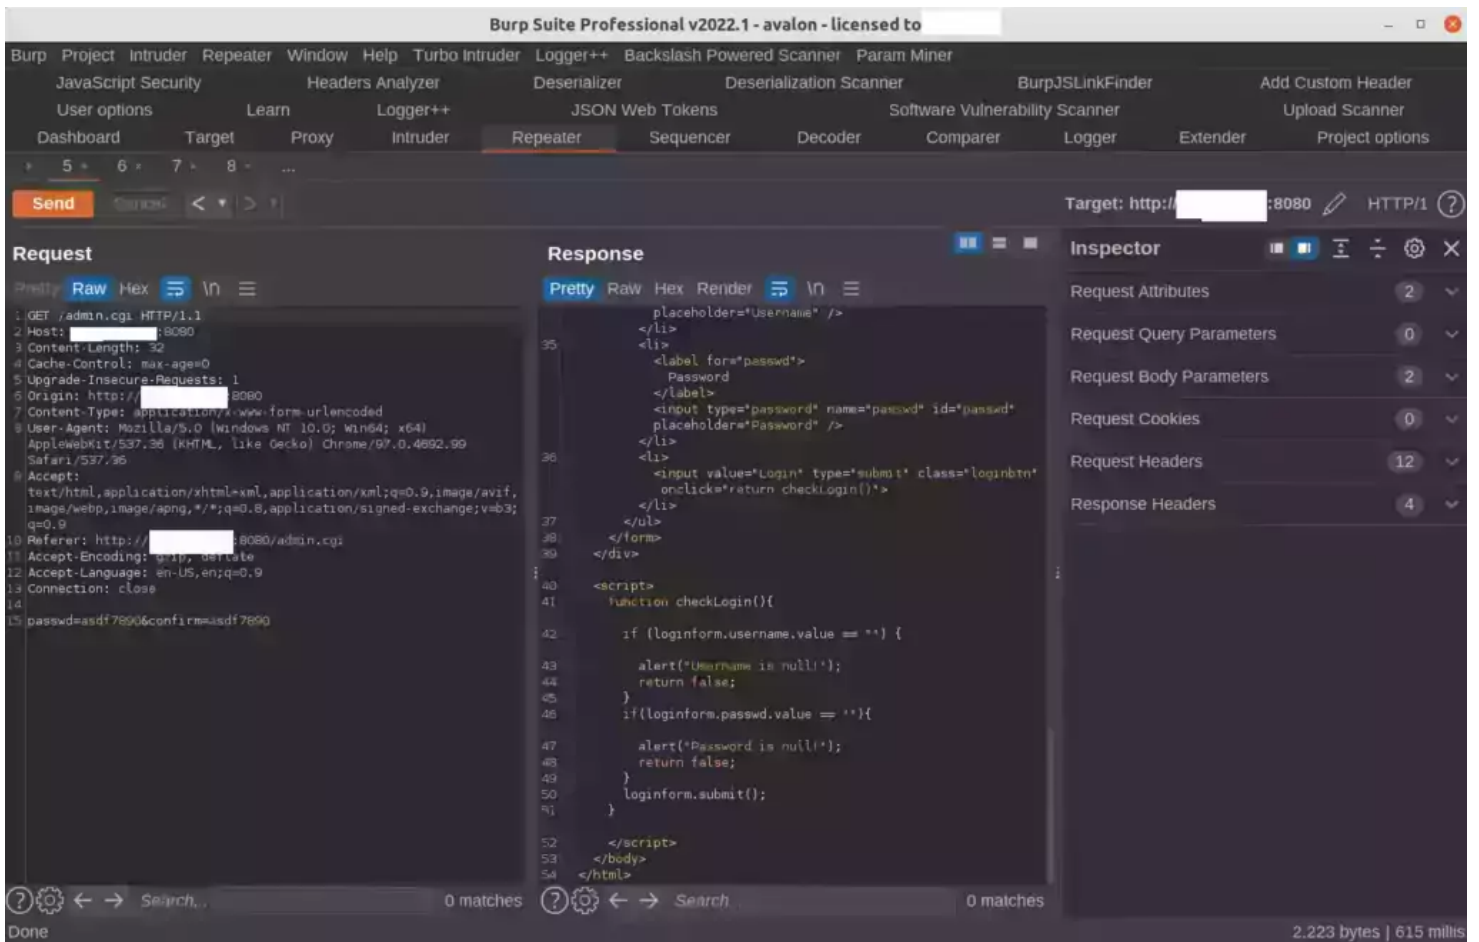 Burp Suite Professional v2022.1 - avalon - licensed to
Burp Project Intruder Repeater Window Help Turbo Intruder Logger++ Backslash Powered Scanner Param Miner
JavaScript Security Headers Analyzer Deserializer Deserialization Scanner BurpJSLinkFinder Add Custom Header
User options Learn Logger++ JSON Web Tokens Software Vulnerability Scanner Upload Scanner
Dashboard Target Proxy Intruder Repeater Sequencer Decoder Comparer Logger Extender Project options
5 × 6 × 7 × 8 × ...
Send Cancel < > Target: http:// :8080 HTTP/1 ?
Request
Pretty Raw Hex \n
1 GET /admin.cgi HTTP/1.1
2 Host: :8080
3 Content-Length: 32
4 Cache-Control: max-age=0
5 Upgrade-Insecure-Requests: 1
6 Origin: http:// :8080
7 Content-Type: application/x-www-form-urlencoded
8 User-Agent: Mozilla/5.0 (Windows NT 10.0; Win64; x64)
AppleWebKit/537.36 (KHTML, like Gecko) Chrome/97.0.4692.99
Safari/537.36
9 Accept:
text/html,application/xhtml+xml,application/xml;q=0.9,image/avif,
image/webp,image/apng,*/*;q=0.8,application/signed-exchange;v=b3;
q=0.9
10 Referer: http:// :8080/admin.cgi
11 Accept-Encoding: gzip, deflate
12 Accept-Language: en-US,en;q=0.9
13 Connection: close
14
15 passwd=asdf7890&confirm=asdf7890
Search... 0 matches
Response
Pretty Raw Hex Render \n
placeholder="Username" />
</li>
35 <li>
<label for="passwd">
Password
</label>
<input type="password" name="passwd" id="passwd"
placeholder="Password" />
</li>
36 <li>
<input value="Login" type="submit" class="loginbtn"
onclick="return checkLogin()">
</li>
37 </ul>
38 </form>
39 </div>
40 <script>
41 function checkLogin(){
42 if (loginform.username.value == "") {
43 alert("Username is null!");
44 return false;
45 }
46 if(loginform.passwd.value == ""){
47 alert("Password is null!");
48 return false;
49 }
50 loginform.submit();
51 }
52 </script>
53 </body>
54 </html>
Search... 0 matches
Inspector
Request Attributes 2
Request Query Parameters 0
Request Body Parameters 2
Request Cookies 0
Request Headers 12
Response Headers 4
Done 2,223 bytes | 615 millis